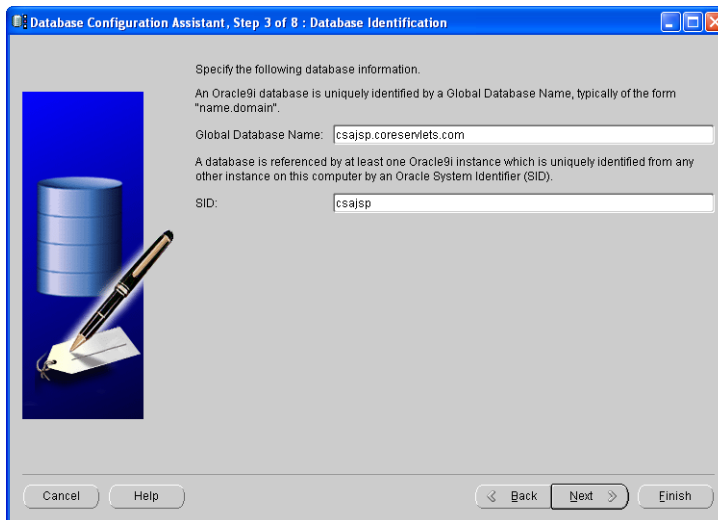 Database Configuration Assistant, Step 3 of 8 : Database Identification
Specify the following database information.
An Oracle9i database is uniquely identified by a Global Database Name, typically of the form
"name.domain".
Global Database Name: csajsp.coreservlets.com
A database is referenced by at least one Oracle9i instance which is uniquely identified from any
other instance on this computer by an Oracle System Identifier (SID).
SID: csajsp
Cancel Help Back Next Finish